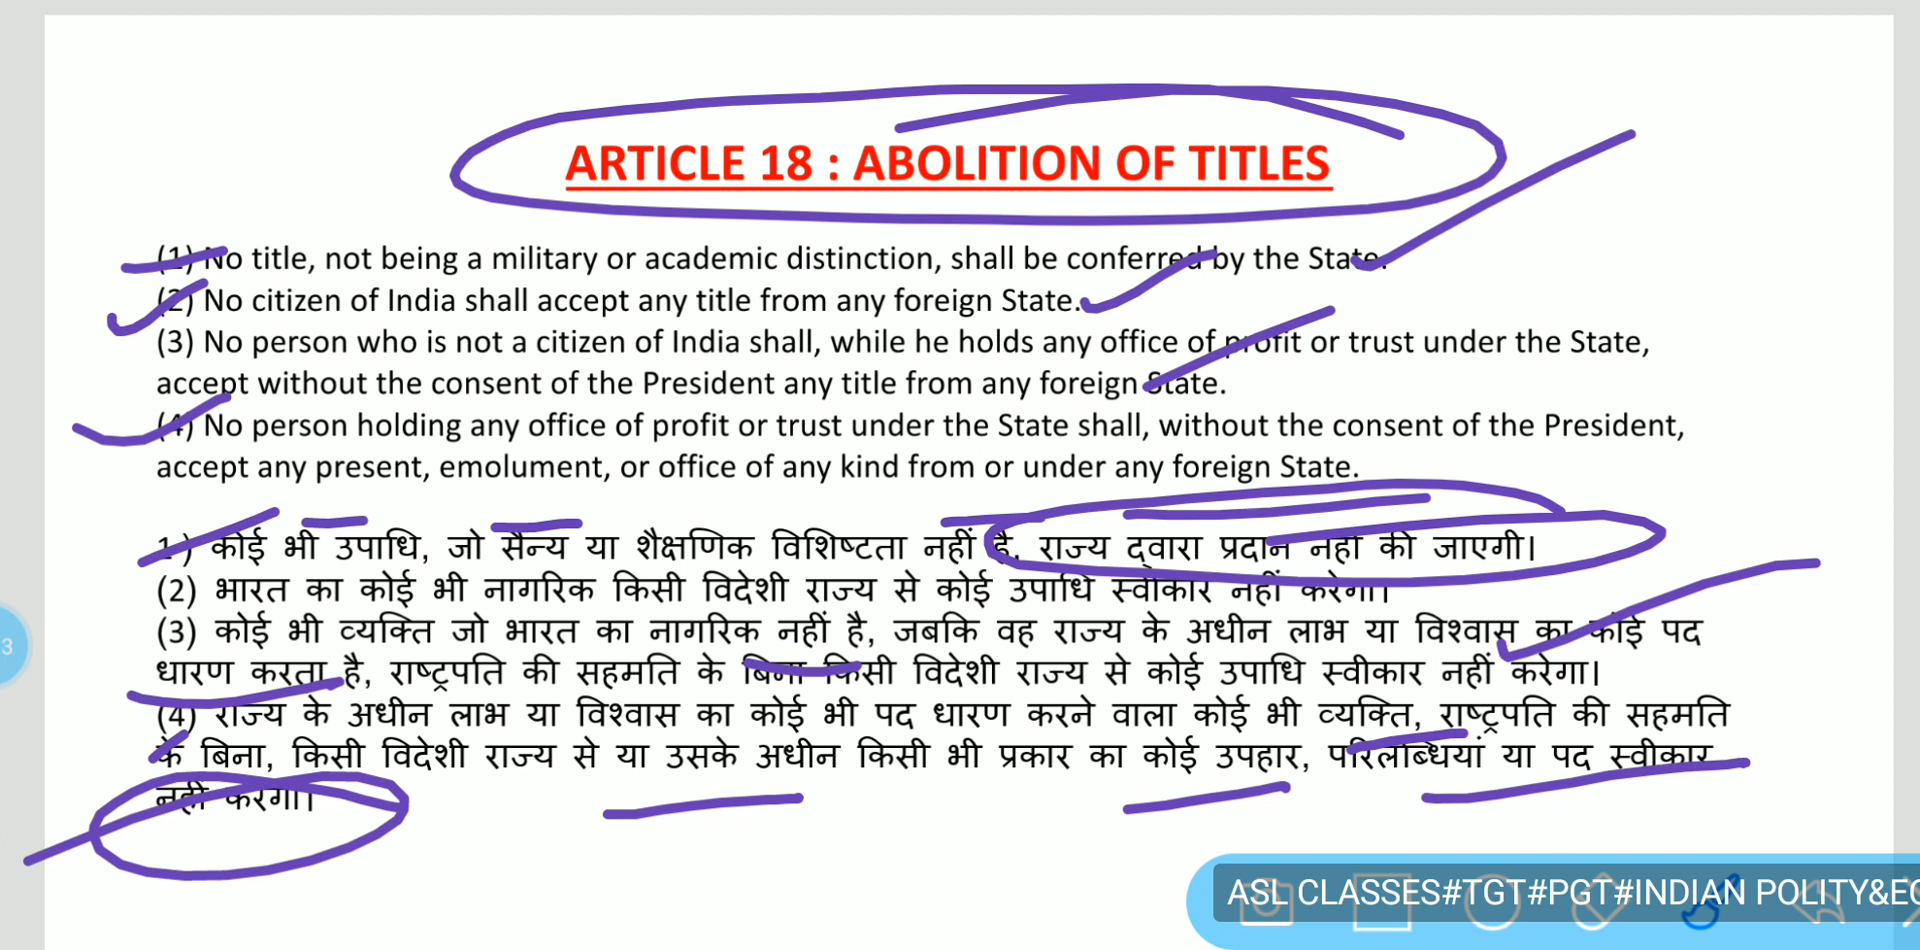 ARTICLE 18 : ABOLITION OF TITLES
(1) No title, not being a military or academic distinction, shall be conferred by the State.
(2) No citizen of India shall accept any title from any foreign State.
(3) No person who is not a citizen of India shall, while he holds any office of profit or trust under the State,
accept without the consent of the President any title from any foreign State.
(4) No person holding any office of profit or trust under the State shall, without the consent of the President,
accept any present, emolument, or office of any kind from or under any foreign State.
1 ) कोई भी उपाधि, जो सैन्य या शैक्षणिक विशिष्टता नहीं है, राज्य द्वारा प्रदान नहीं की जाएगी।
(2) भारत का कोई भी नागरिक किसी विदेशी राज्य से कोई उपाधि स्वीकार नहीं करेगा।
(3) कोई भी व्यक्ति जो भारत का नागरिक नहीं है, जबकि वह राज्य के अधीन लाभ या विश्वास का कोई पद
धारण करता है, राष्ट्रपति की सहमति के बिना किसी विदेशी राज्य से कोई उपाधि स्वीकार नहीं करेगा।
(4) राज्य के अधीन लाभ या विश्वास का कोई भी पद धारण करने वाला कोई भी व्यक्ति, राष्ट्रपति की सहमति
के बिना, किसी विदेशी राज्य से या उसके अधीन किसी भी प्रकार का कोई उपहार, परिलब्धियां या पद स्वीकार
नहीं करेगा।
3
ASL CLASSES#TGT#PGT#INDIAN POLITY&EC